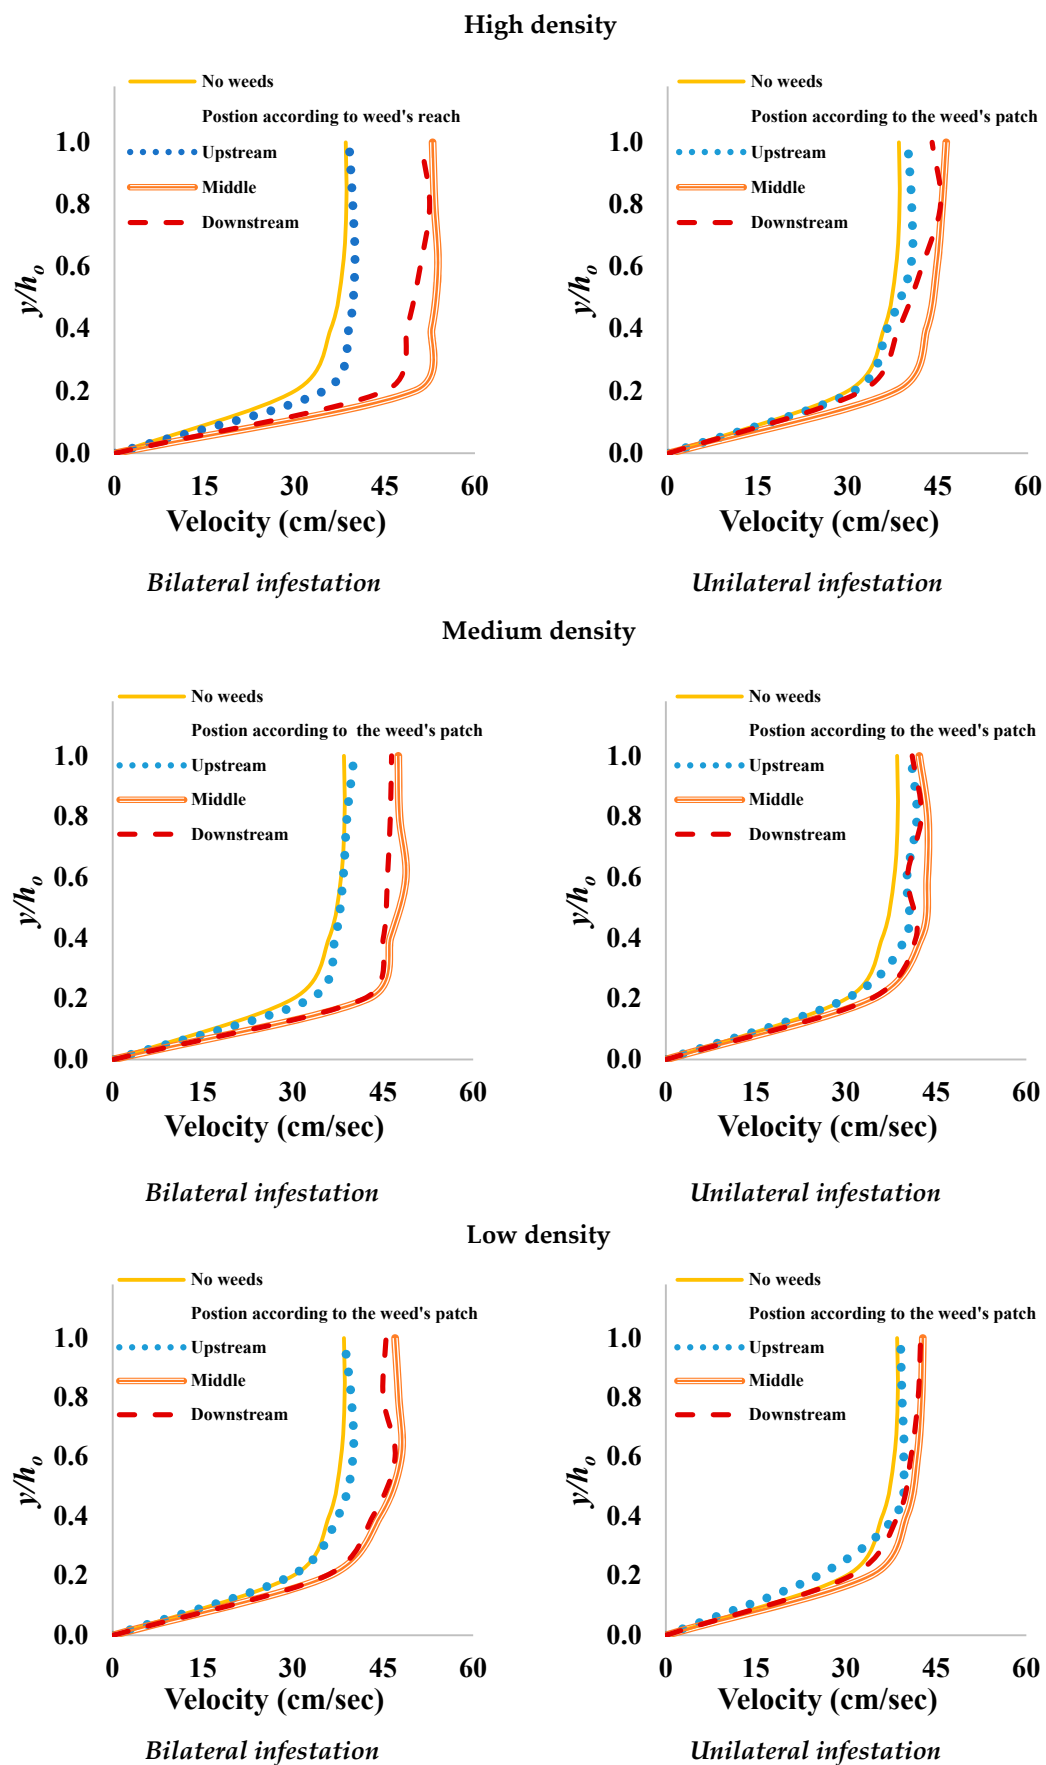 High density
No weeds
Postion according to weed's reach
Upstream
Middle
Downstream
1.0
0.8
0.6
0.4
0.2
0.0
y/ho
0 15 30 45 60
Velocity (cm/sec)
Bilateral infestation
No weeds
Postion according to the weed's patch
Upstream
Middle
Downstream
1.0
0.8
0.6
0.4
0.2
0.0
y/ho
0 15 30 45 60
Velocity (cm/sec)
Unilateral infestation
Medium density
No weeds
Postion according to the weed's patch
Upstream
Middle
Downstream
1.0
0.8
0.6
0.4
0.2
0.0
y/ho
0 15 30 45 60
Velocity (cm/sec)
Bilateral infestation
No weeds
Postion according to the weed's patch
Upstream
Middle
Downstream
1.0
0.8
0.6
0.4
0.2
0.0
y/ho
0 15 30 45 60
Velocity (cm/sec)
Unilateral infestation
Low density
No weeds
Postion according to the weed's patch
Upstream
Middle
Downstream
1.0
0.8
0.6
0.4
0.2
0.0
y/ho
0 15 30 45 60
Velocity (cm/sec)
Bilateral infestation
No weeds
Postion according to the weed's patch
Upstream
Middle
Downstream
1.0
0.8
0.6
0.4
0.2
0.0
y/ho
0 15 30 45 60
Velocity (cm/sec)
Unilateral infestation